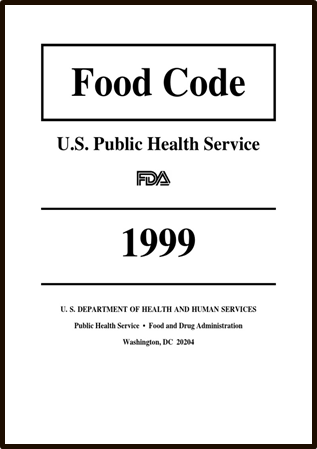 Food Code
U.S. Public Health Service
FDA
1999
U. S. DEPARTMENT OF HEALTH AND HUMAN SERVICES
Public Health Service • Food and Drug Administration
Washington, DC 20204